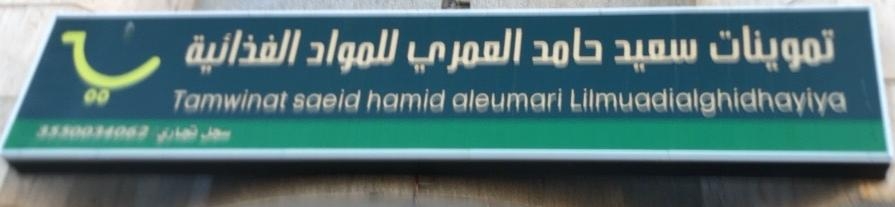 تموينات سعيد حامد العمري للمواد الغذائية
Tamwinat saeid hamid aleumari Lilmuadialghidhayiya
سجل تجاري 3550034062